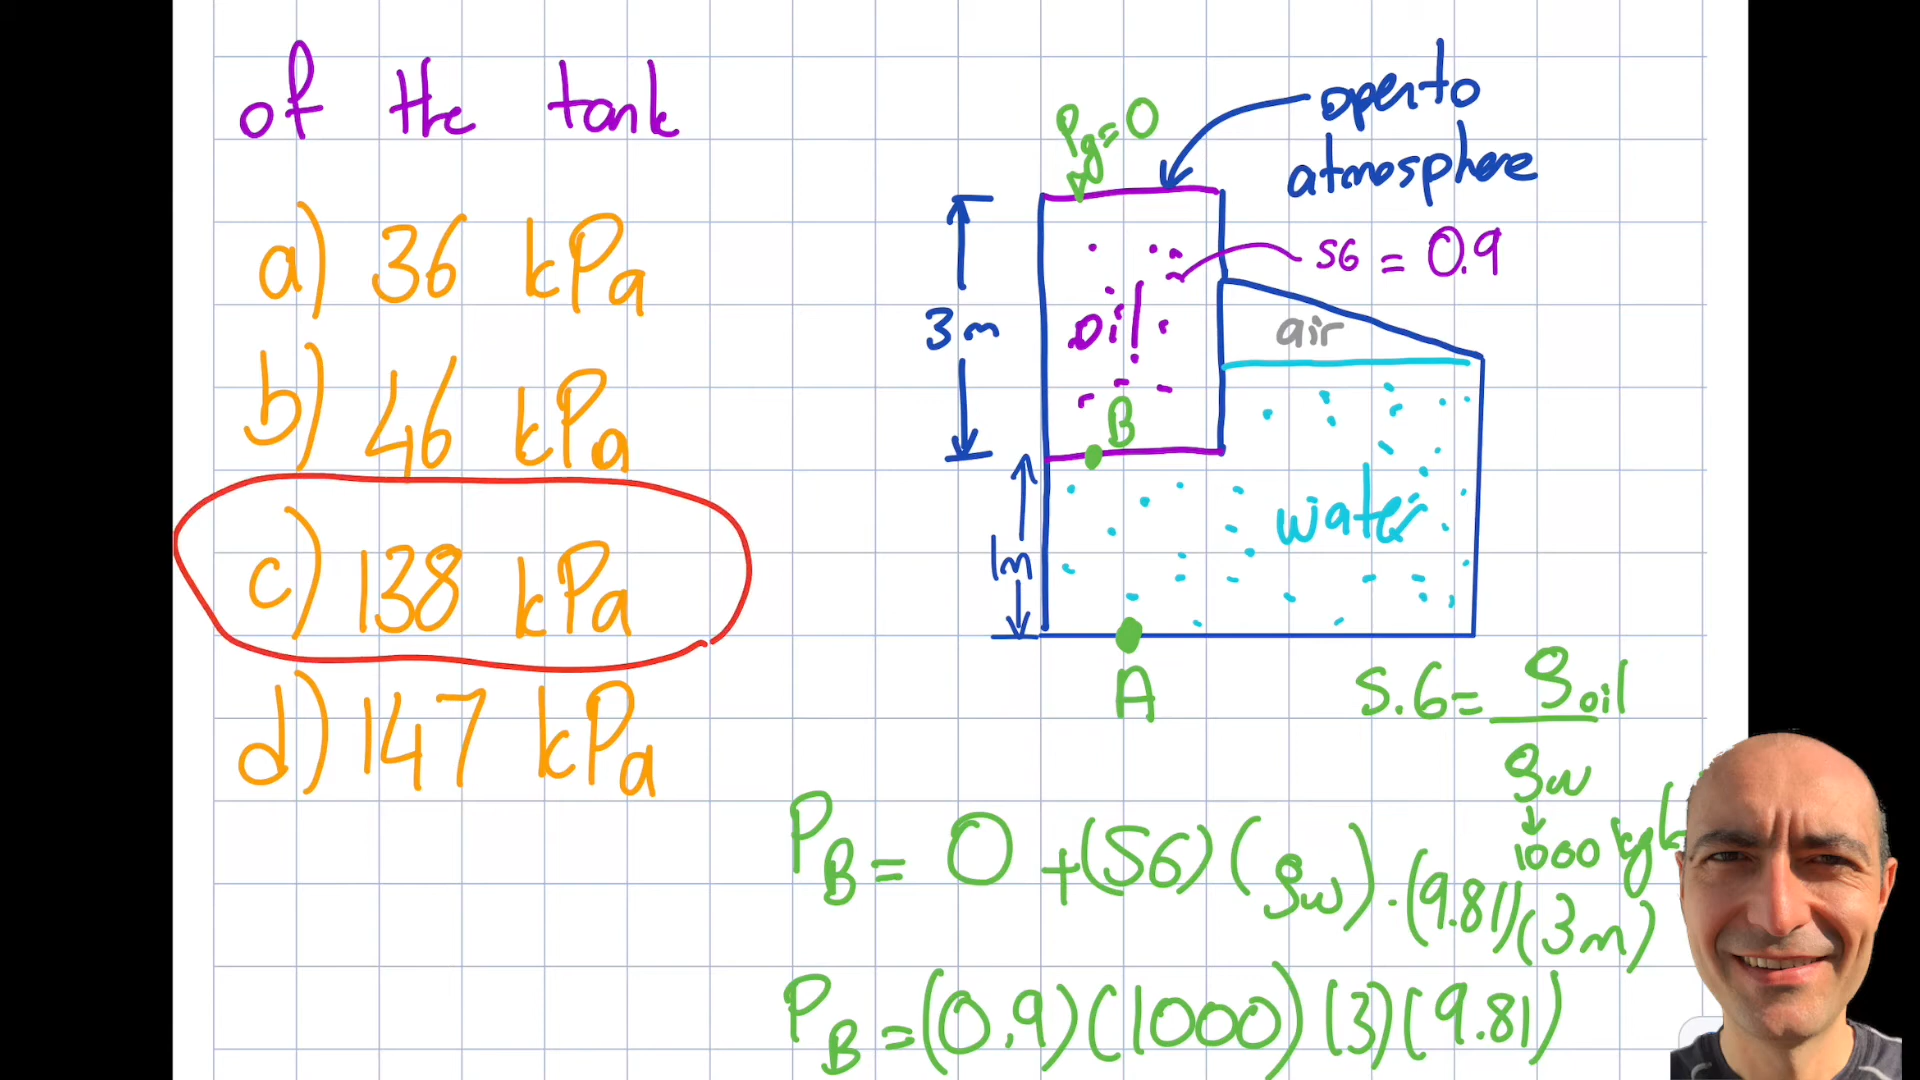 of the tank
a) 36 kPa
b) 46 kPa
c) 138 kPa
d) 147 kPa
Pg=0
open to
atmosphere
SG = 0.9
3m
oil
air
B
water
1m
A
S.G = ρoil
ρw
1000 kg/
PB = 0 + (SG) (ρw) . (9.81) (3m)
PB = (0.9) (1000) (3) (9.81)